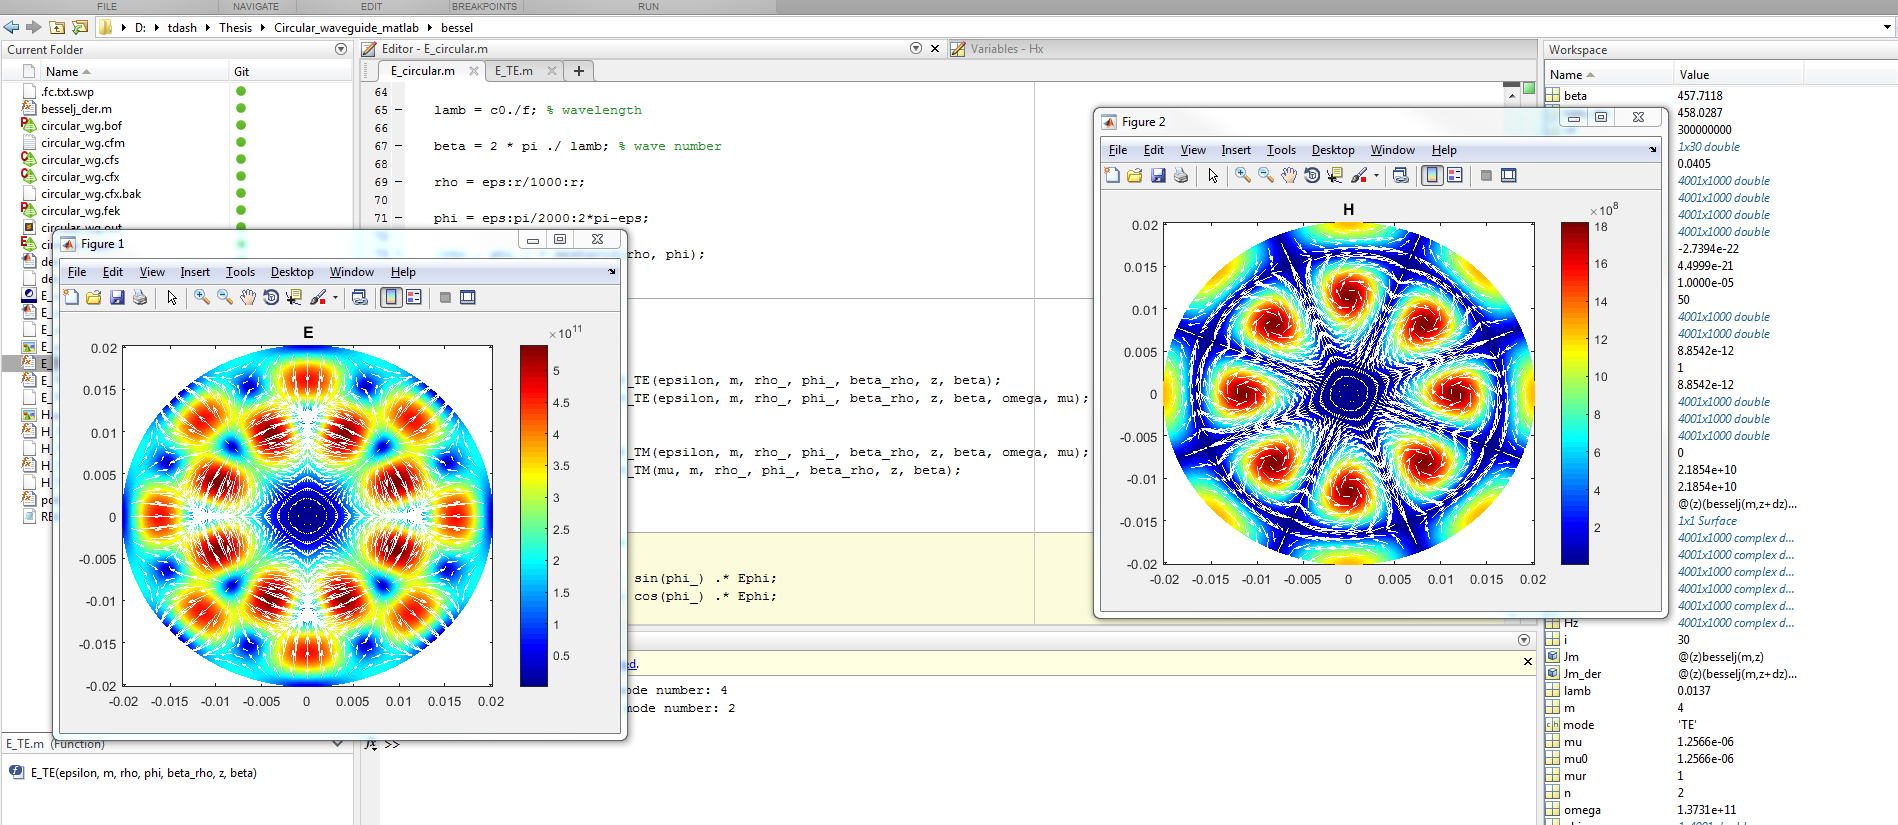 FILE NAVIGATE EDIT BREAKPOINTS RUN
D: tdash Thesis Circular_waveguide_matlab bessel
Current Folder
Name Git
.fc.txt.swp
besselj_der.m
circular_wg.bof
circular_wg.cfm
circular_wg.cfs
circular_wg.cfx
circular_wg.cfx.bak
circular_wg.fek
circular_wg.out
E_TE.m (Function)
E_TE(epsilon, m, rho, phi, beta_rho, z, beta)
Editor - E_circular.m
Variables - Hx
E_circular.m E_TE.m
64
65 lamb = c0./f; % wavelength
66
67 beta = 2 * pi ./ lamb; % wave number
68
69 rho = eps:r/1000:r;
70
71 phi = eps:pi/2000:2*pi-eps;
rho, phi);
_TE(epsilon, m, rho_, phi_, beta_rho, z, beta);
_TE(epsilon, m, rho_, phi_, beta_rho, z, beta, omega, mu);
_TM(epsilon, m, rho_, phi_, beta_rho, z, beta, omega, mu);
_TM(mu, m, rho_, phi_, beta_rho, z, beta);
sin(phi_) .* Ephi;
cos(phi_) .* Ephi;
ed.
ode number: 4
mode number: 2
fx >>
Figure 1
File Edit View Insert Tools Desktop Window Help
E
×10^11
0.02
0.015
0.01
0.005
0
-0.005
-0.01
-0.015
-0.02
-0.02 -0.015 -0.01 -0.005 0 0.005 0.01 0.015 0.02
5
4.5
4
3.5
3
2.5
2
1.5
1
0.5
Figure 2
File Edit View Insert Tools Desktop Window Help
H
×10^8
0.02
0.015
0.01
0.005
0
-0.005
-0.01
-0.015
-0.02
-0.02 -0.015 -0.01 -0.005 0 0.005 0.01 0.015 0.02
18
16
14
12
10
8
6
4
2
Workspace
Name Value
beta 457.7118
458.0287
300000000
1x30 double
0.0405
4001x1000 double
4001x1000 double
4001x1000 double
4001x1000 double
-2.7394e-22
4.4999e-21
1.0000e-05
50
4001x1000 double
4001x1000 double
8.8542e-12
1
8.8542e-12
4001x1000 double
4001x1000 double
4001x1000 double
0
2.1854e+10
2.1854e+10
@(z)(besselj(m,z+dz)...
1x1 Surface
4001x1000 complex d...
4001x1000 complex d...
4001x1000 complex d...
4001x1000 complex d...
4001x1000 complex d...
Hz 4001x1000 complex d...
i 30
Jm @(z)besselj(m,z)
Jm_der @(z)(besselj(m,z+dz)...
lamb 0.0137
m 4
mode 'TE'
mu 1.2566e-06
mu0 1.2566e-06
mur 1
n 2
omega 1.3731e+11